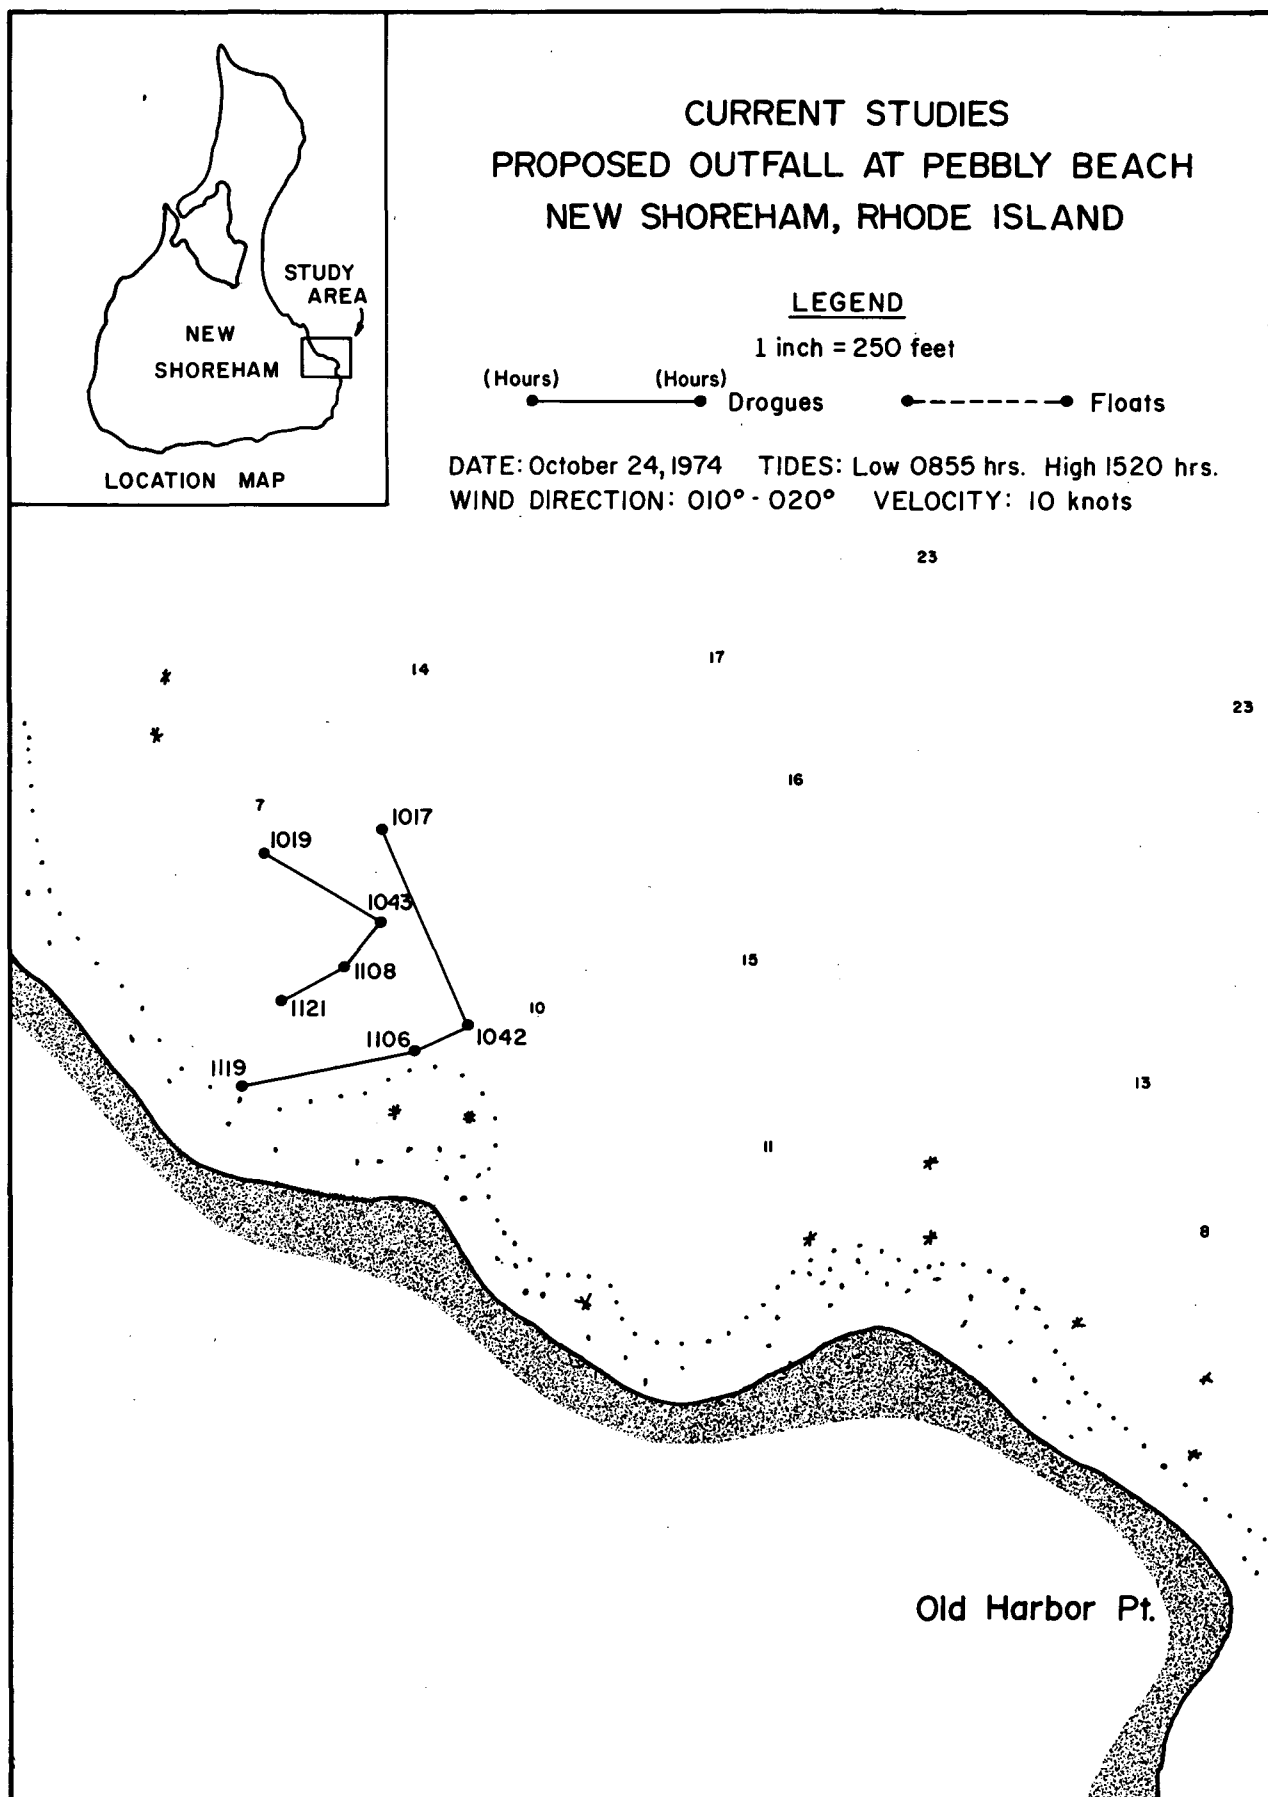 CURRENT STUDIES
PROPOSED OUTFALL AT PEBBLY BEACH
NEW SHOREHAM, RHODE ISLAND
STUDY
AREA
NEW
SHOREHAM
LOCATION MAP
LEGEND
1 inch = 250 feet
(Hours) (Hours)
Drogues Floats
DATE: October 24, 1974 TIDES: Low 0855 hrs. High 1520 hrs.
WIND DIRECTION: 010° - 020° VELOCITY: 10 knots
23
17
14
23
16
7
1017
1019
1043
15
1108
1121
10
1042
1106
1119
13
11
8
Old Harbor Pt.